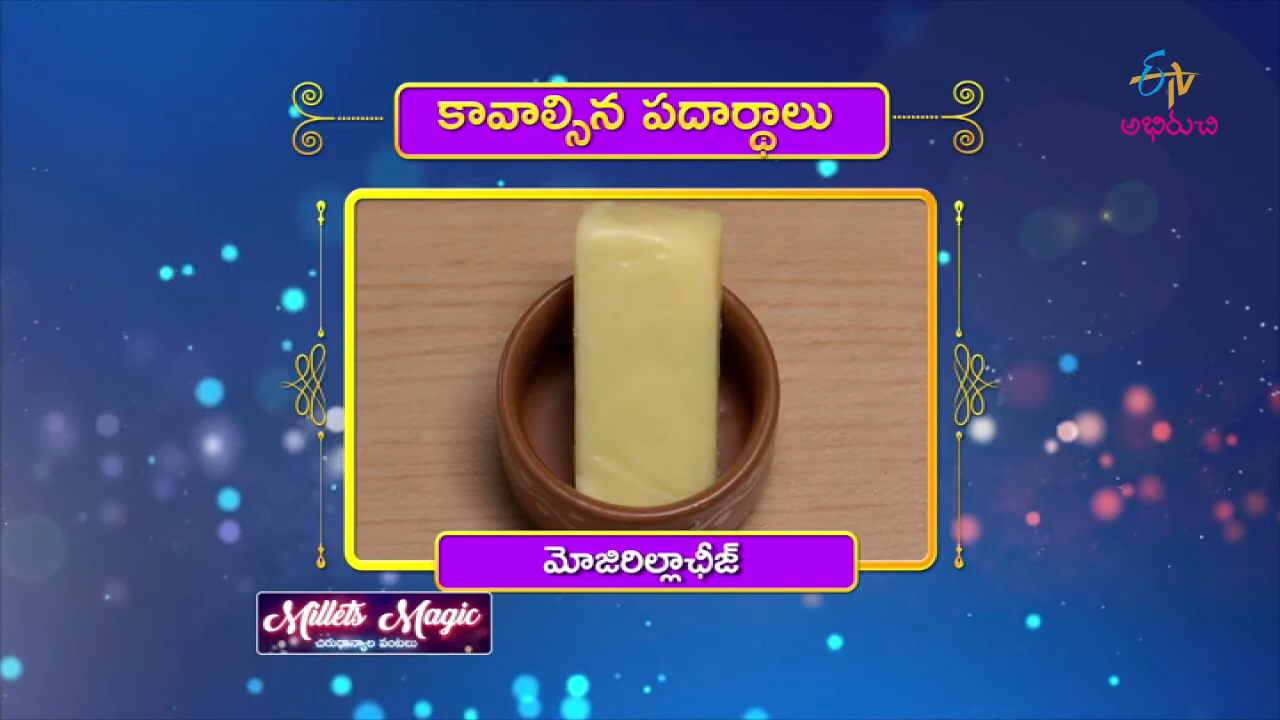 కావాల్సిన పదార్థాలు
ETV
అభిరుచి
మోజిరిల్లాఛీజ్
Millets Magic
చిరుధాన్యాల వంటలు